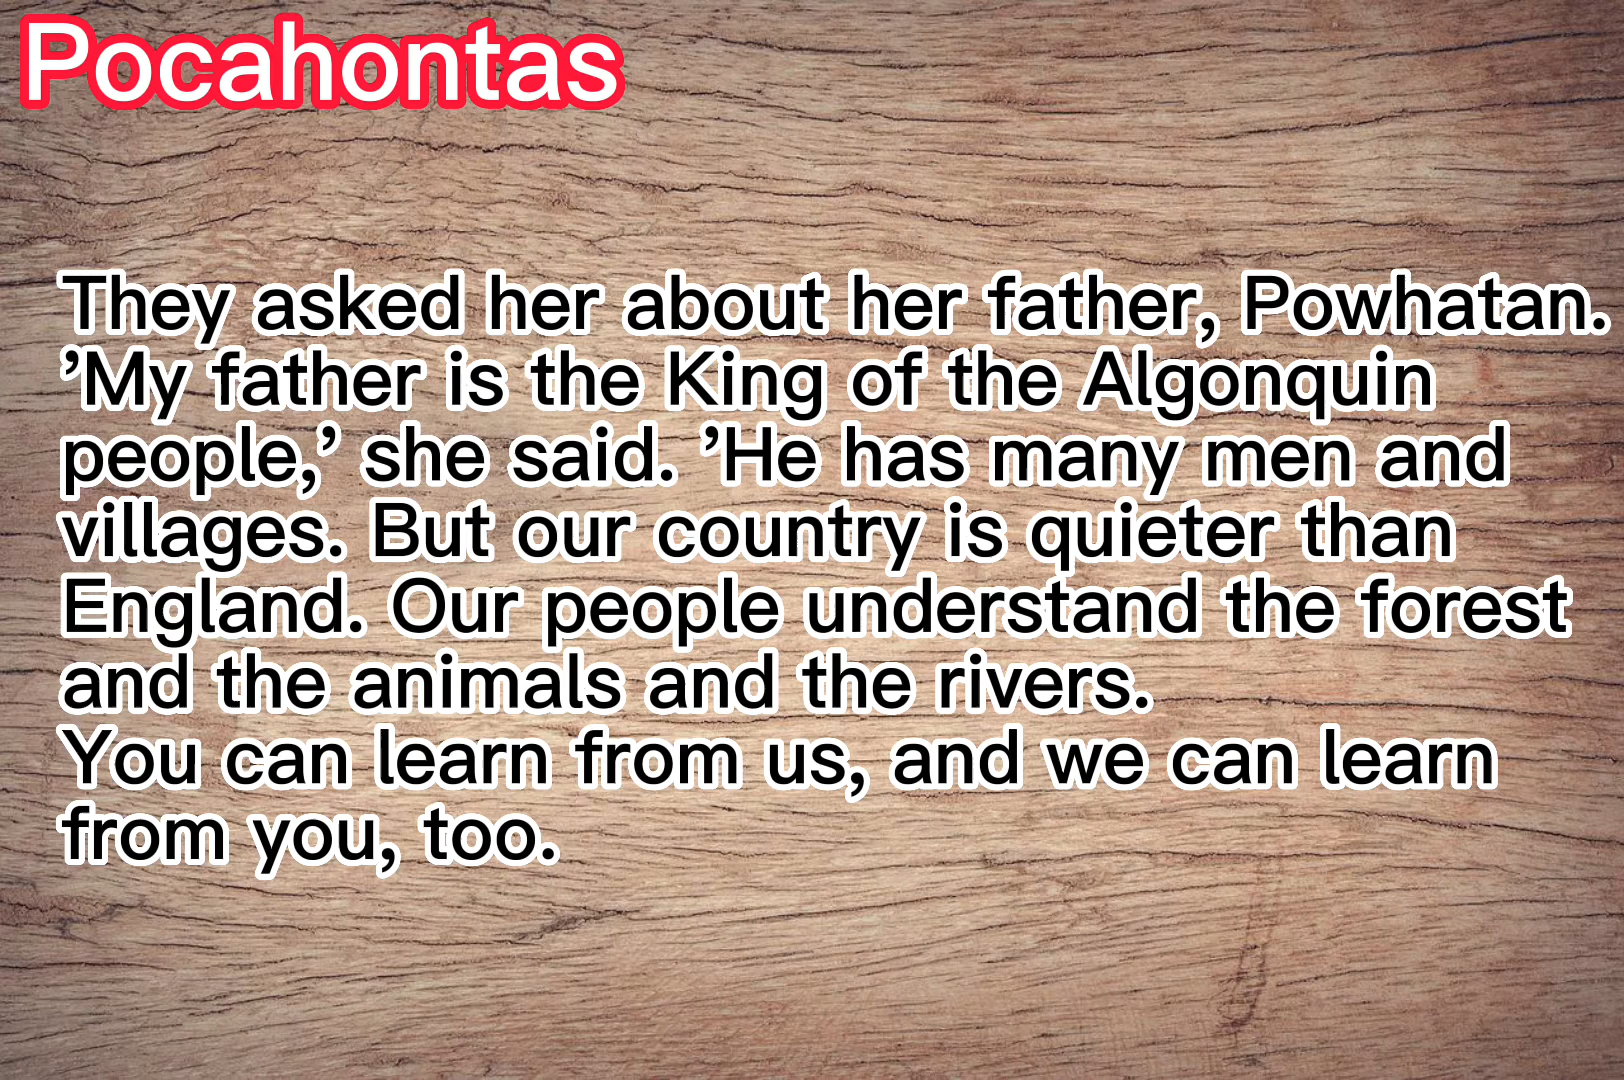 Pocahontas
They asked her about her father, Powhatan.
’My father is the King of the Algonquin
people,’ she said. ’He has many men and
villages. But our country is quieter than
England. Our people understand the forest
and the animals and the rivers.
You can learn from us, and we can learn
from you, too.